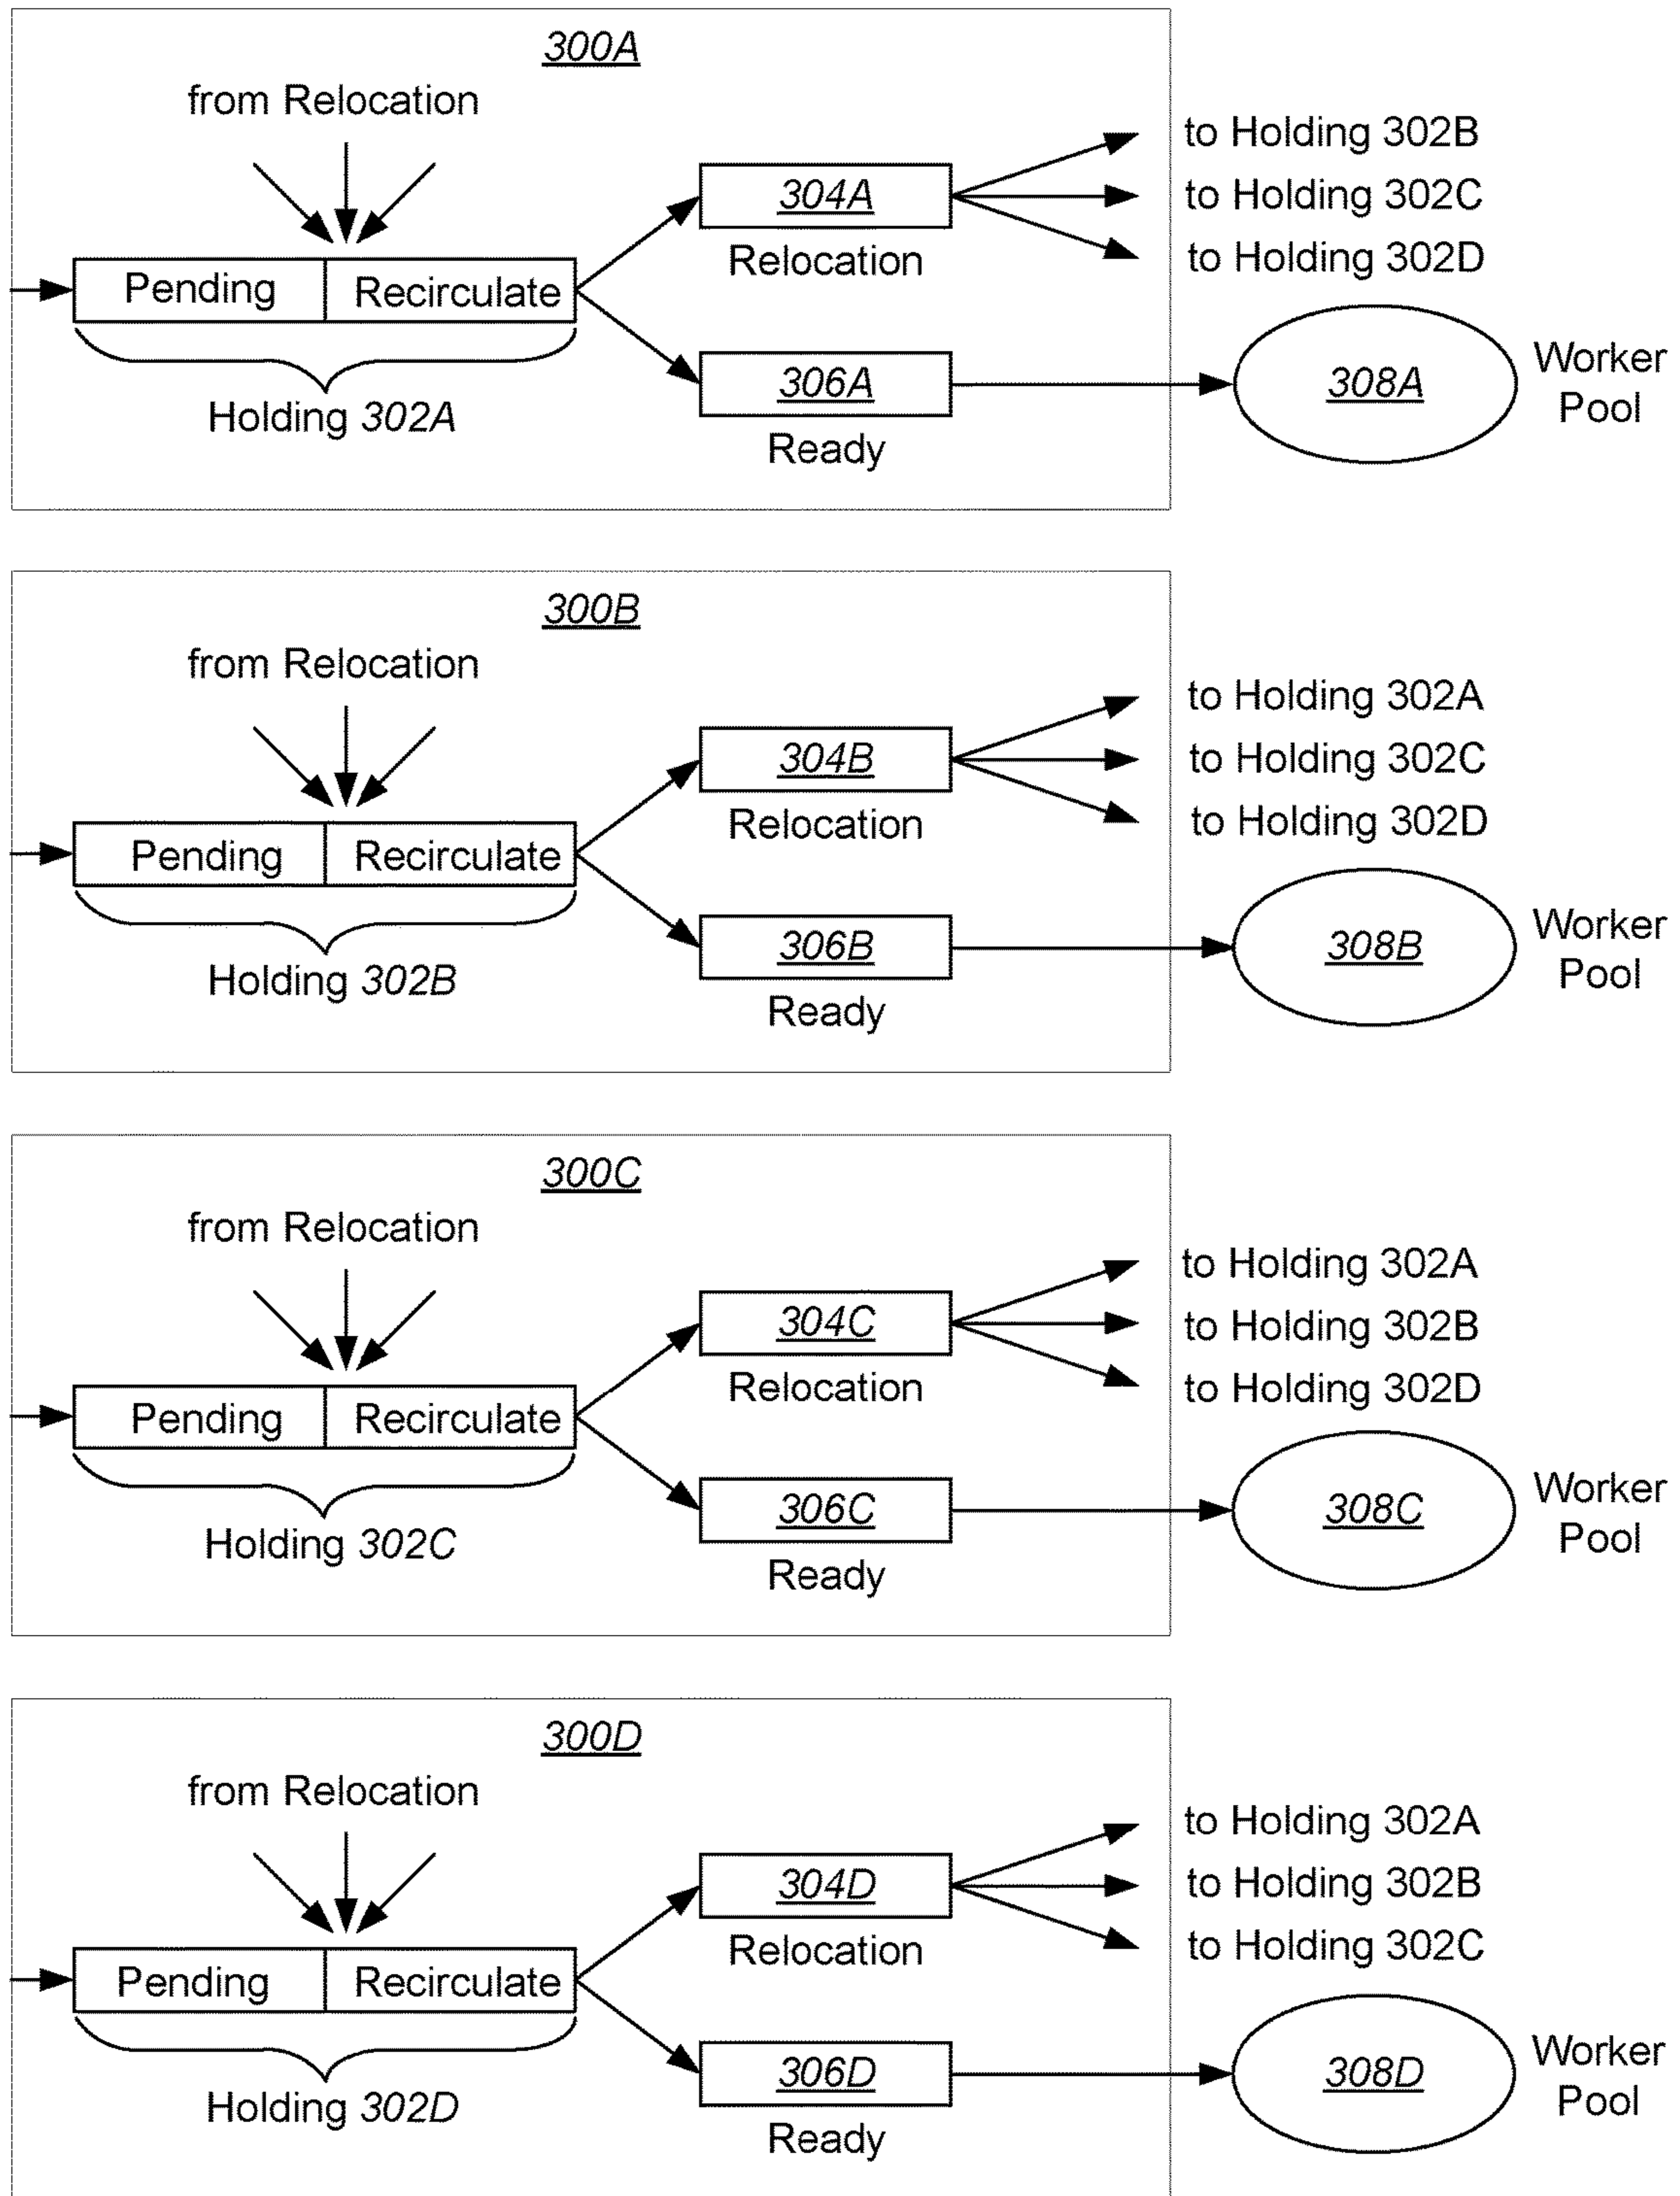 300A
from Relocation
to Holding 302B
304A
to Holding 302C
Relocation
to Holding 302D
Pending
Recirculate
Holding 302A
306A
Ready
308A
Worker
Pool
300B
from Relocation
to Holding 302A
304B
to Holding 302C
Relocation
to Holding 302D
Pending
Recirculate
Holding 302B
306B
Ready
308B
Worker
Pool
300C
from Relocation
to Holding 302A
304C
to Holding 302B
Relocation
to Holding 302D
Pending
Recirculate
Holding 302C
306C
Ready
308C
Worker
Pool
300D
from Relocation
to Holding 302A
304D
to Holding 302B
Relocation
to Holding 302C
Pending
Recirculate
Holding 302D
306D
Ready
308D
Worker
Pool